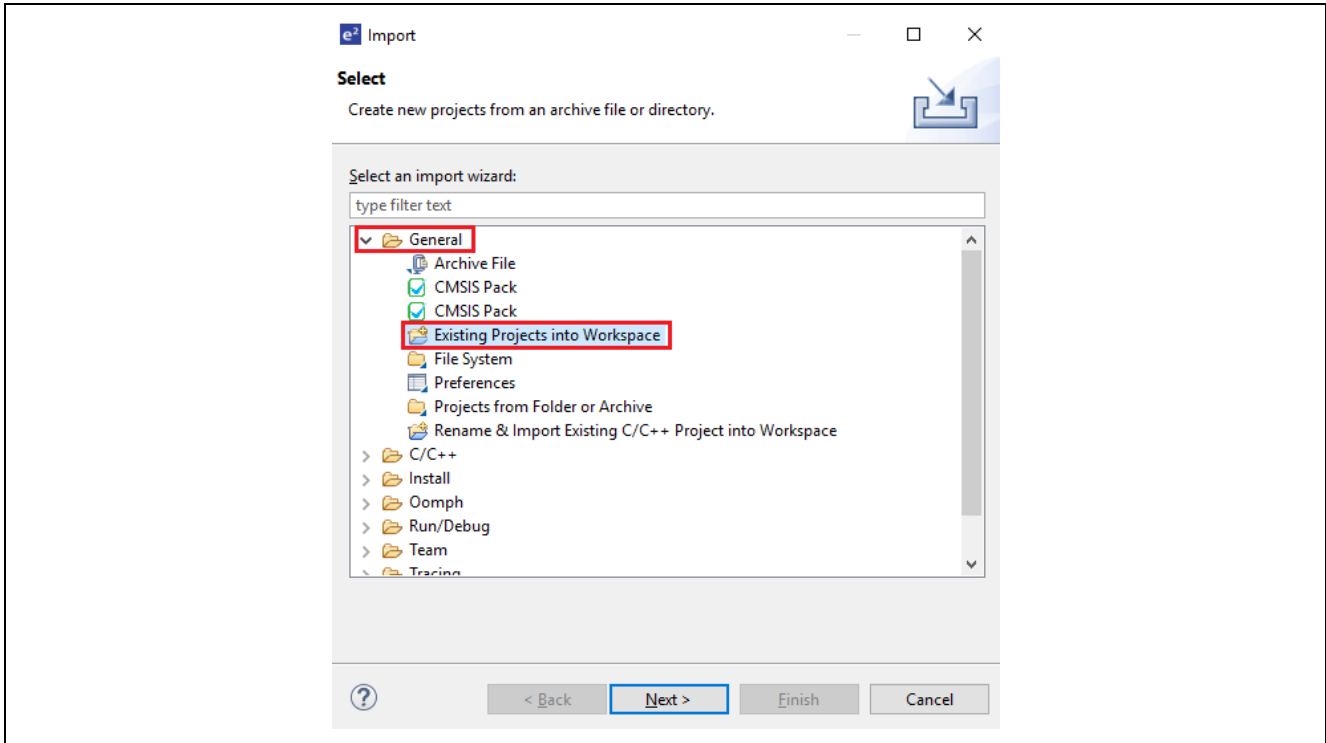 e² Import
Select
Create new projects from an archive file or directory.
Select an import wizard:
type filter text
General
Archive File
CMSIS Pack
CMSIS Pack
Existing Projects into Workspace
File System
Preferences
Projects from Folder or Archive
Rename & Import Existing C/C++ Project into Workspace
C/C++
Install
Oomph
Run/Debug
Team
Tracing
? < Back Next > Finish Cancel